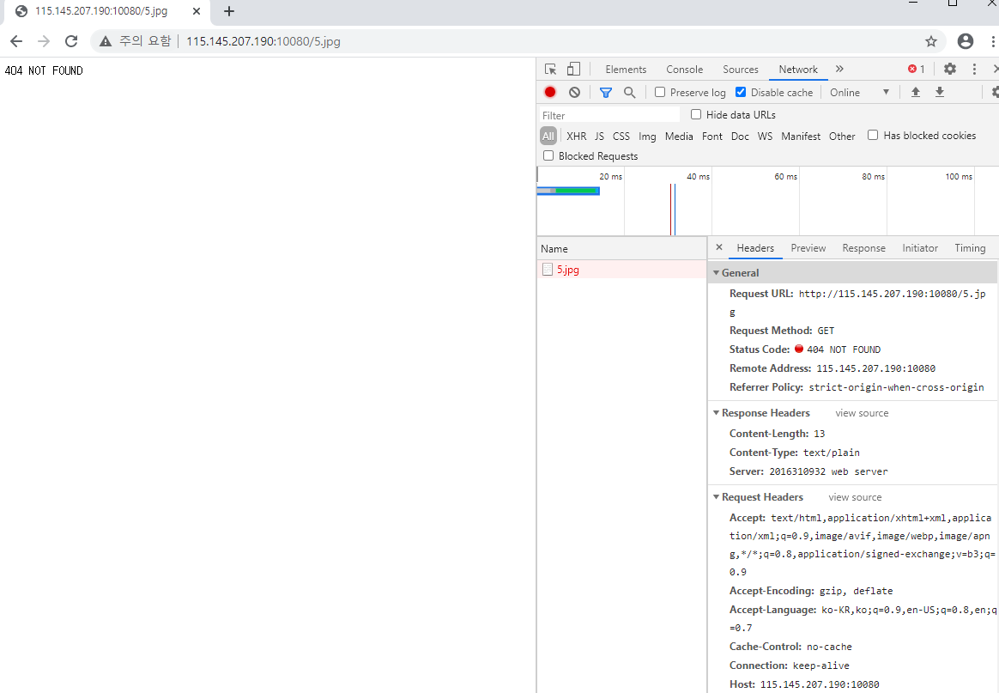 115.145.207.190:10080/5.jpg
주의 요함 115.145.207.190:10080/5.jpg
404 NOT FOUND
Elements Console Sources Network 1
Preserve log Disable cache Online
Filter Hide data URLs
All XHR JS CSS Img Media Font Doc WS Manifest Other Has blocked cookies
Blocked Requests
20 ms 40 ms 60 ms 80 ms 100 ms
Name
5.jpg
Headers Preview Response Initiator Timing
General
Request URL: http://115.145.207.190:10080/5.jp
g
Request Method: GET
Status Code: 404 NOT FOUND
Remote Address: 115.145.207.190:10080
Referrer Policy: strict-origin-when-cross-origin
Response Headers view source
Content-Length: 13
Content-Type: text/plain
Server: 2016310932 web server
Request Headers view source
Accept: text/html,application/xhtml+xml,applica
tion/xml;q=0.9,image/avif,image/webp,image/apn
g,*/*;q=0.8,application/signed-exchange;v=b3;q=
0.9
Accept-Encoding: gzip, deflate
Accept-Language: ko-KR,ko;q=0.9,en-US;q=0.8,en;q
=0.7
Cache-Control: no-cache
Connection: keep-alive
Host: 115.145.207.190:10080